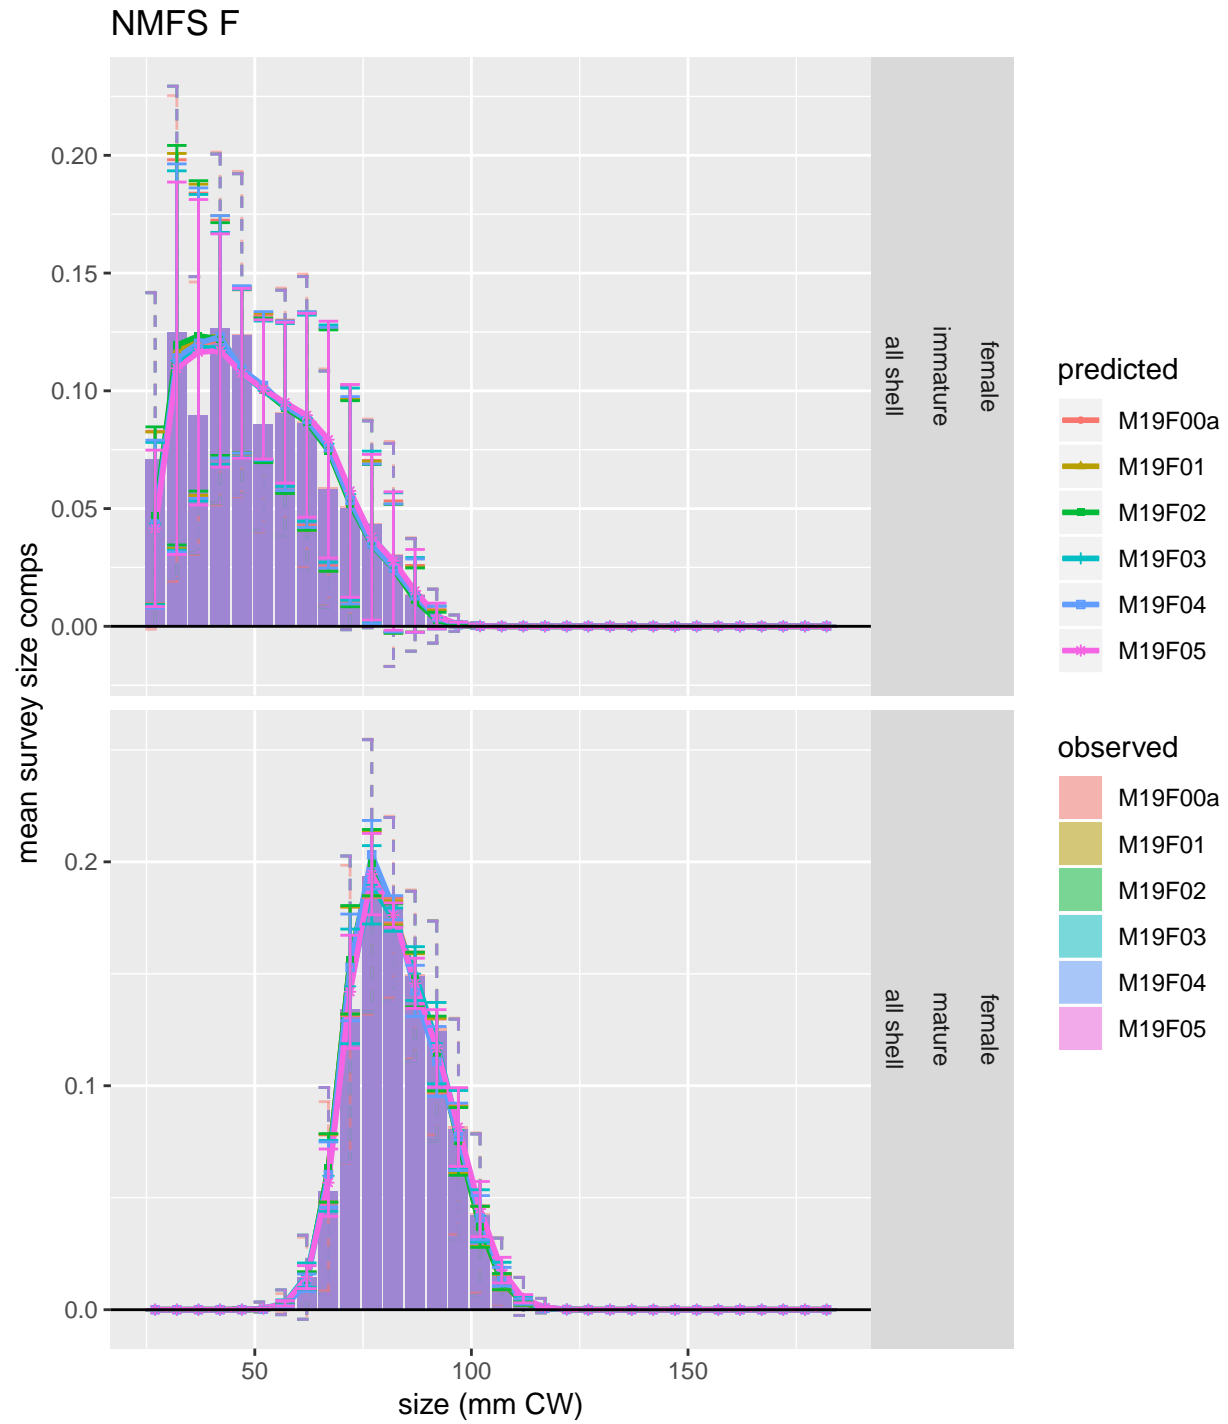 NMFS F
mean survey size comps
0.20
0.15
0.10
0.05
0.00
all shell
immature
female
0.2
0.1
0.0
all shell
mature
female
50
100
150
size (mm CW)
predicted
M19F00a
M19F01
M19F02
M19F03
M19F04
M19F05
observed
M19F00a
M19F01
M19F02
M19F03
M19F04
M19F05